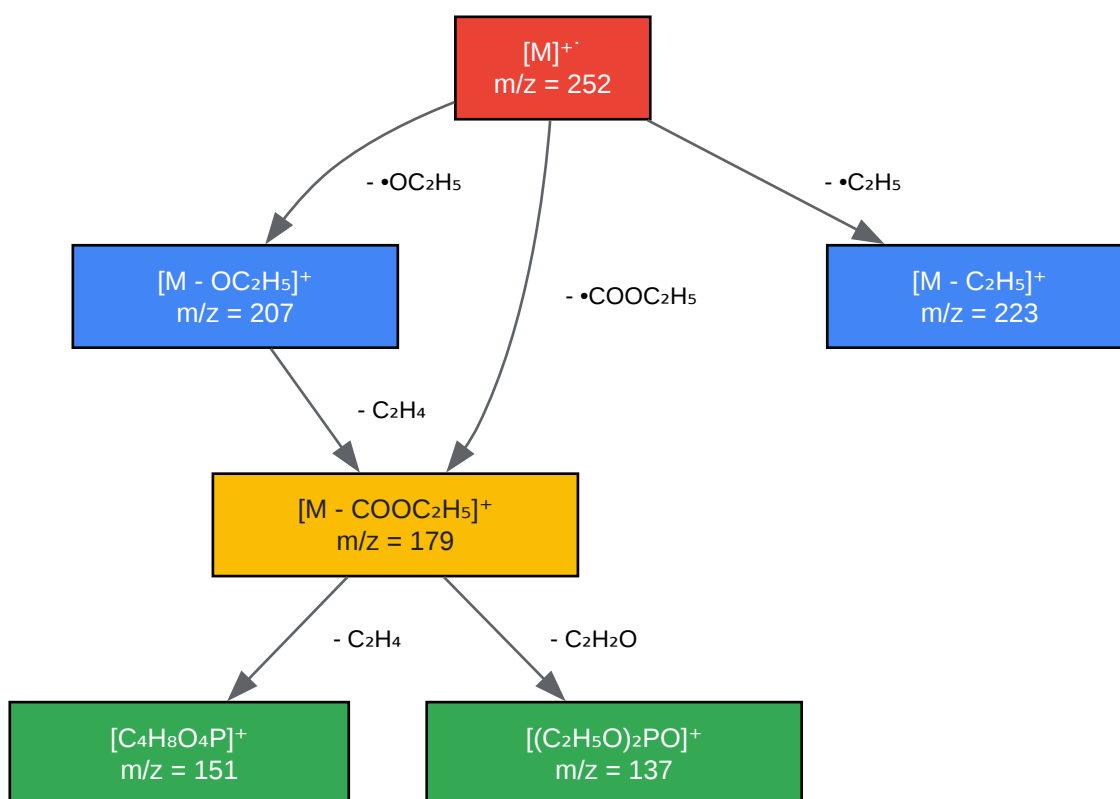 [M]⁺˙
m/z = 252
- •OC₂H₅
- •C₂H₅
[M - OC₂H₅]⁺
m/z = 207
- •COOC₂H₅
[M - C₂H₅]⁺
m/z = 223
- C₂H₄
[M - COOC₂H₅]⁺
m/z = 179
- C₂H₄
- C₂H₂O
[C₄H₈O₄P]⁺
m/z = 151
[(C₂H₅O)₂PO]⁺
m/z = 137